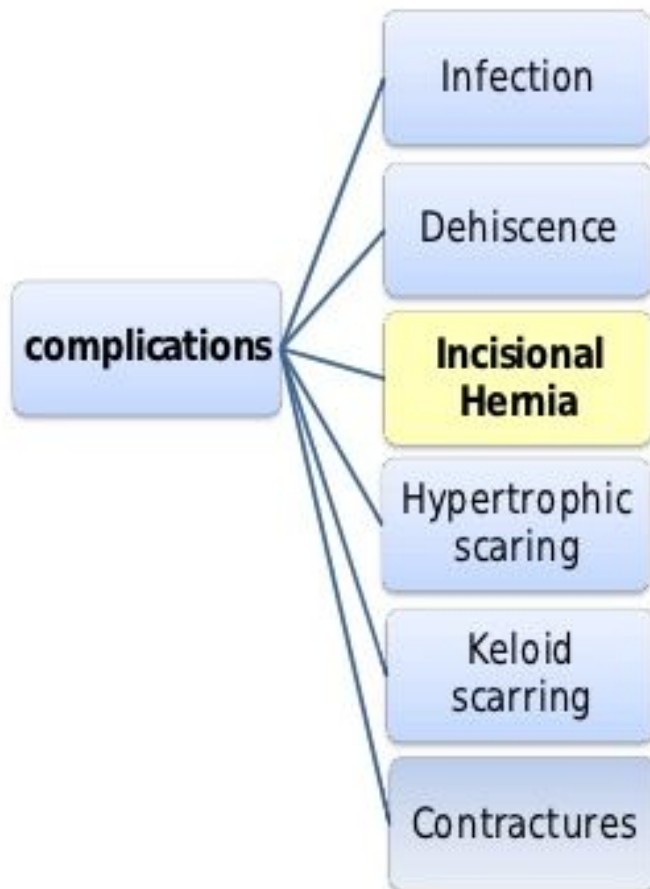 complications
Infection
Dehiscence
Incisional
Hernia
Hypertrophic
scaring
Keloid
scarring
Contractures